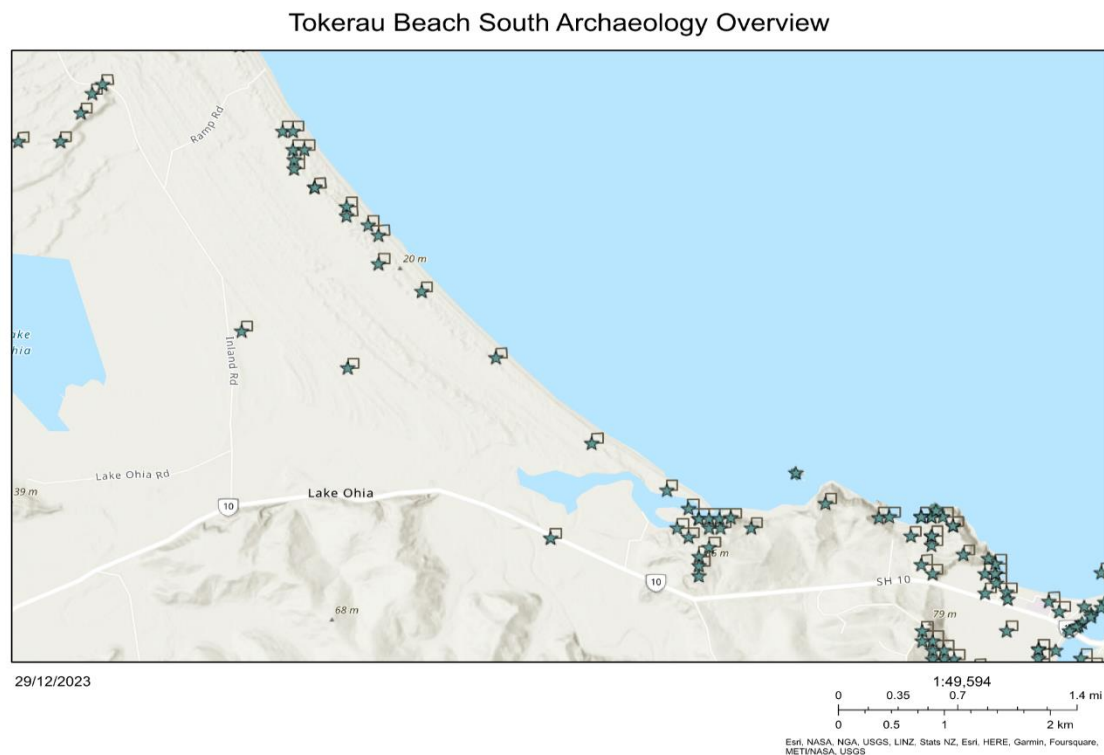 Tokerau Beach South Archaeology Overview
Ramp Rd
20 m
Inland Rd
Lake Ohia Rd
39 m
10
Lake Ohia
10
SH 10
68 m
79 m
29/12/2023
1:49,594
0 0.35 0.7 1.4 mi
0 0.5 1 2 km
Esri, NASA, NGA, USGS, LINZ, Stats NZ, Esri, HERE, Garmin, Foursquare,
METI/NASA, USGS